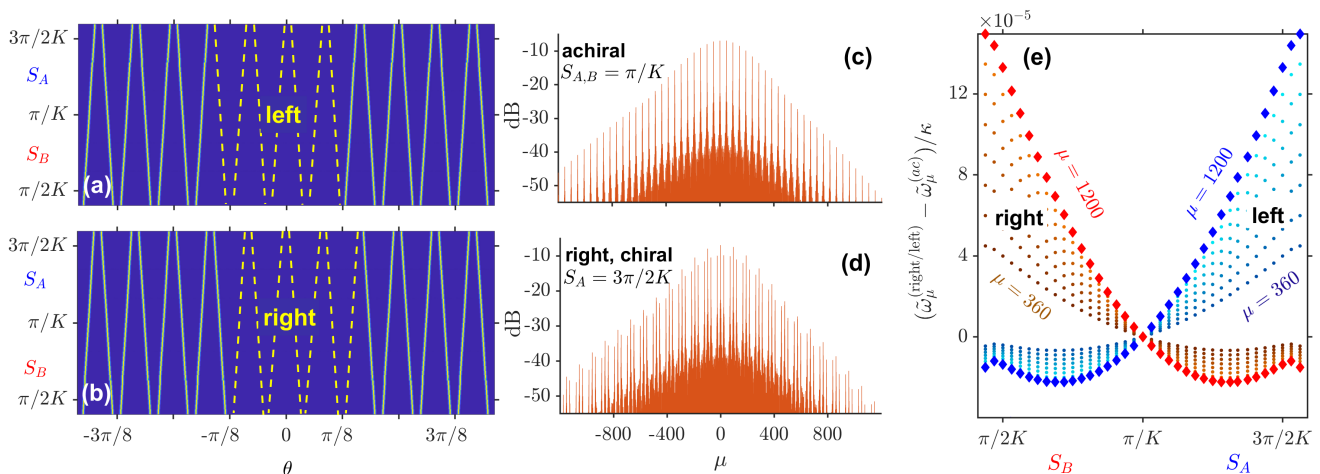 3π/2K
S_A
π/K
S_B
π/2K
(a)
left
3π/2K
S_A
π/K
S_B
π/2K
(b)
right
-3π/8
-π/8
0
π/8
3π/8
θ
achiral
S_{A,B} = π/K
(c)
dB
-10
-20
-30
-40
-50
right, chiral
S_A = 3π/2K
(d)
dB
-10
-20
-30
-40
-50
-800
-400
0
400
800
μ
×10^{-5}
(e)
(ω̃_μ^{(right/left)} − ω̃_μ^{(ac)})/κ
12
8
4
0
μ = 1200
μ = 1200
right
left
μ = 360
μ = 360
π/2K
π/K
3π/2K
S_B
S_A